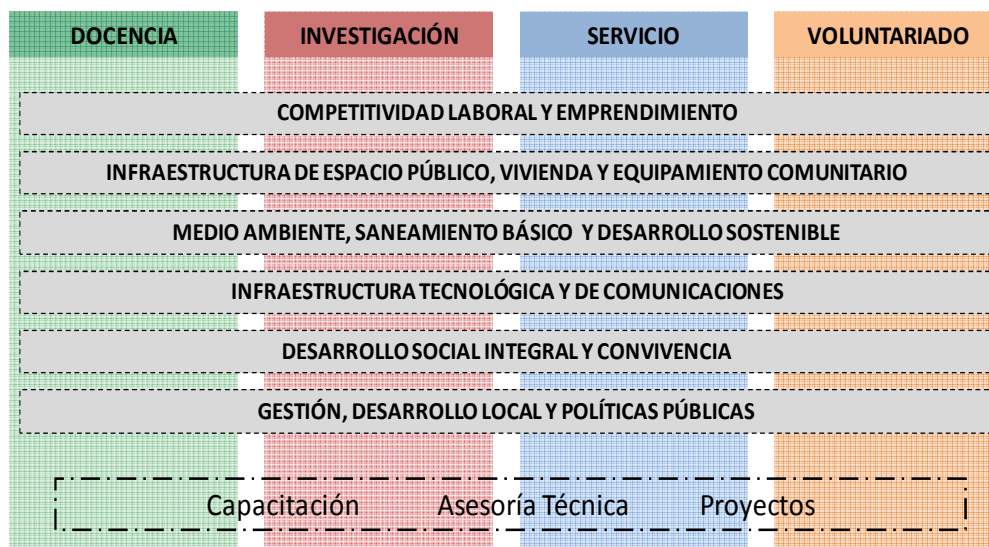 DOCENCIA INVESTIGACIÓN SERVICIO VOLUNTARIADO
COMPETITIVIDAD LABORAL Y EMPRENDIMIENTO
INFRAESTRUCTURA DE ESPACIO PÚBLICO, VIVIENDA Y EQUIPAMIENTO COMUNITARIO
MEDIO AMBIENTE, SANEAMIENTO BÁSICO Y DESARROLLO SOSTENIBLE
INFRAESTRUCTURA TECNOLÓGICA Y DE COMUNICACIONES
DESARROLLO SOCIAL INTEGRAL Y CONVIVENCIA
GESTIÓN, DESARROLLO LOCAL Y POLÍTICAS PÚBLICAS
Capacitación Asesoría Técnica Proyectos